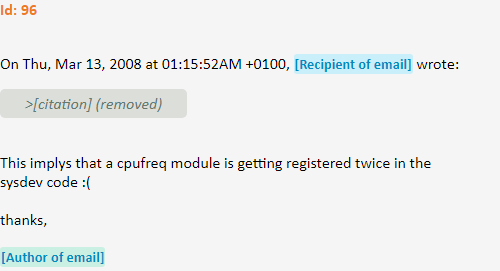 Id: 96
On Thu, Mar 13, 2008 at 01:15:52AM +0100, [Recipient of email] wrote:
>[citation] (removed)
This implys that a cpufreq module is getting registered twice in the
sysdev code :(
thanks,
[Author of email]